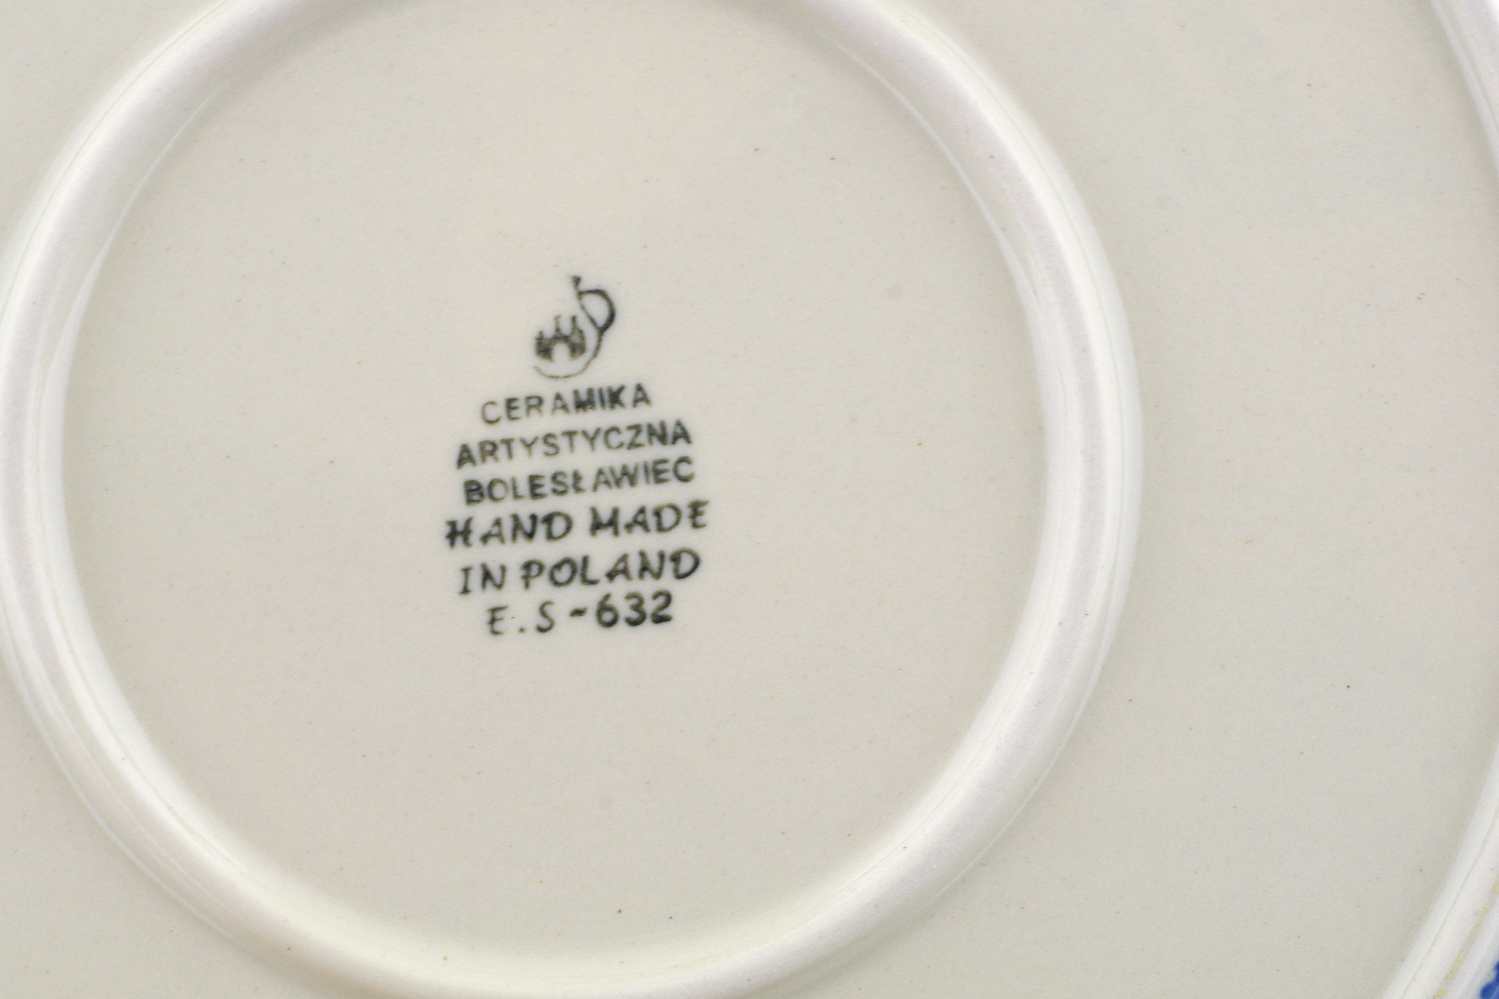 CERAMIKA
ARTYSTYCZNA
BOLESŁAWIEC
HAND MADE
IN POLAND
E.S-632